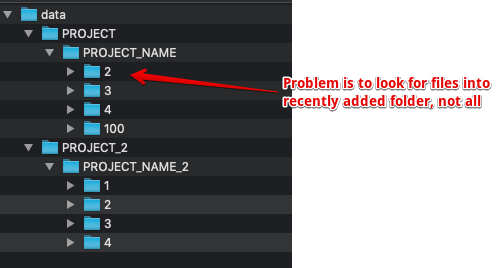 data
PROJECT
PROJECT_NAME
2
3
4
100
PROJECT_2
PROJECT_NAME_2
1
2
3
4
Problem is to look for files into
recently added folder, not all